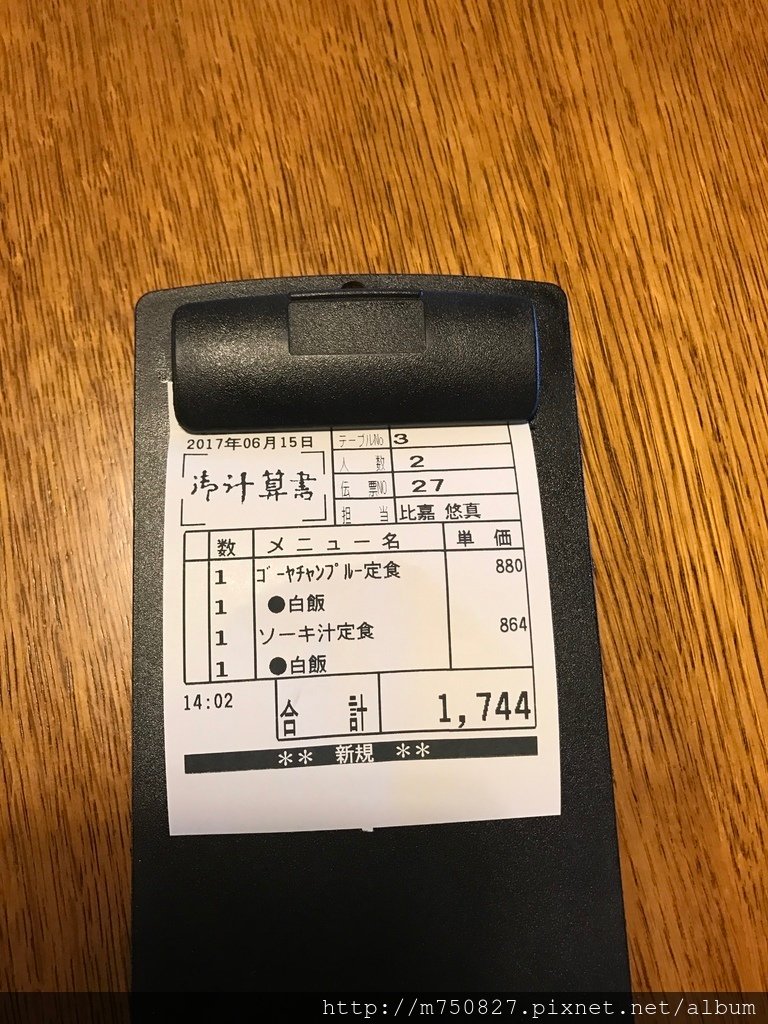 2017年06月15日
テーブルNo 3
人数 2
伝票NO 27
担当 比嘉 悠真
御計算書
数 メニュー名 単価
1 ｺﾞｰﾔﾁｬﾝﾌﾟﾙｰ定食 880
1 ●白飯
1 ソーキ汁定食 864
1 ●白飯
14:02
合計 1,744
** 新規 **
http://m750827.pixnet.net/album